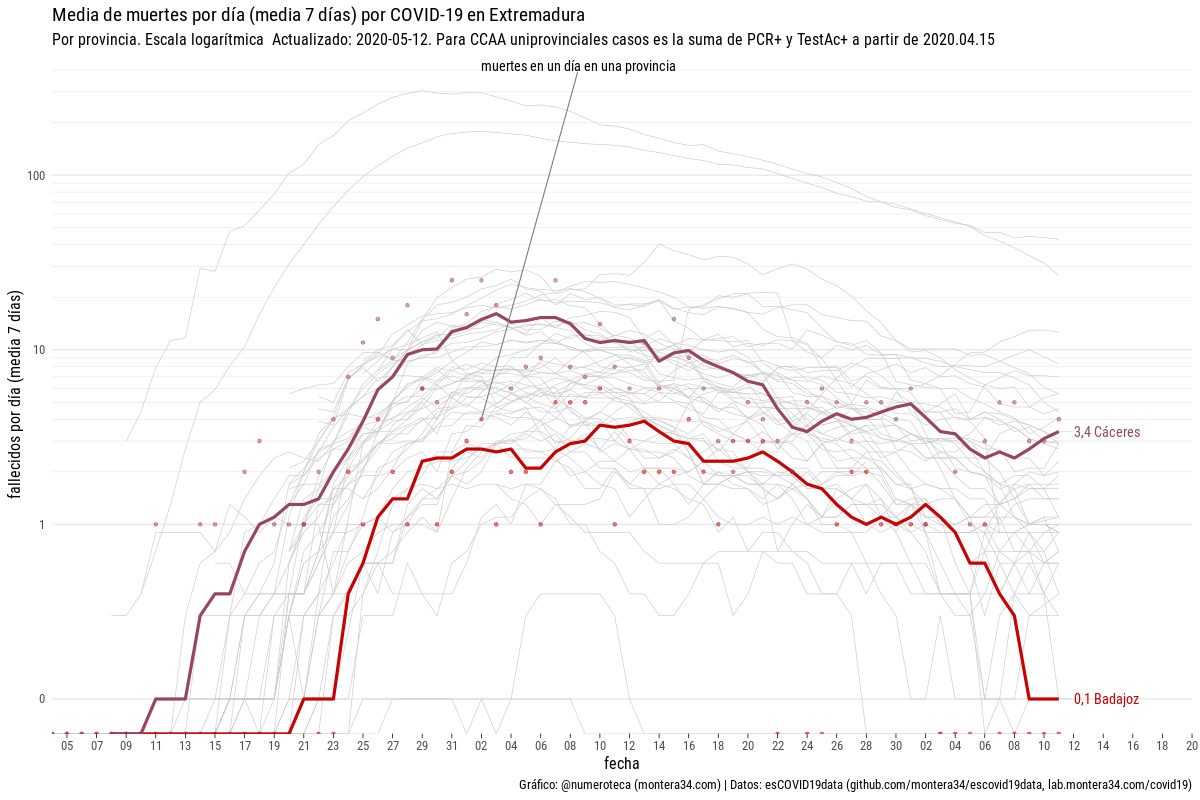 Media de muertes por día (media 7 días) por COVID-19 en Extremadura
Por provincia. Escala logarítmica  Actualizado: 2020-05-12. Para CCAA uniprovinciales casos es la suma de PCR+ y TestAc+ a partir de 2020.04.15
muertes en un día en una provincia
fallecidos por día (media  7 días)
100
10
1
0
3,4 Cáceres
0,1 Badajoz
05 07 09 11 13 15 17 19 21 23 25 27 29 31 02 04 06 08 10 12 14 16 18 20 22 24 26 28 30 02 04 06 08 10 12 14 16 18 20
fecha
Gráfico: @numeroteca (montera34.com) | Datos: esCOVID19data (github.com/montera34/escovid19data, lab.montera34.com/covid19)